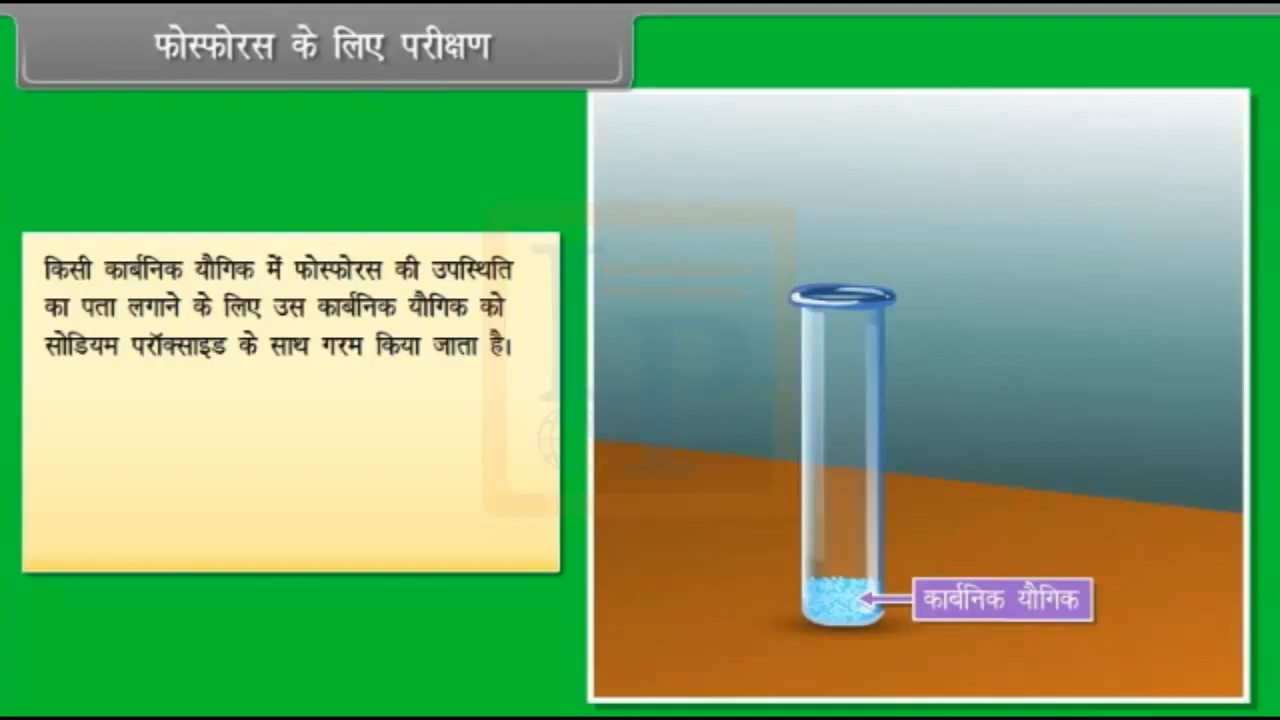 फोस्फोरस के लिए परीक्षण
किसी कार्बनिक यौगिक में फोस्फोरस की उपस्थिति
का पता लगाने के लिए उस कार्बनिक यौगिक को
सोडियम परॉक्साइड के साथ गरम किया जाता है।
कार्बनिक यौगिक